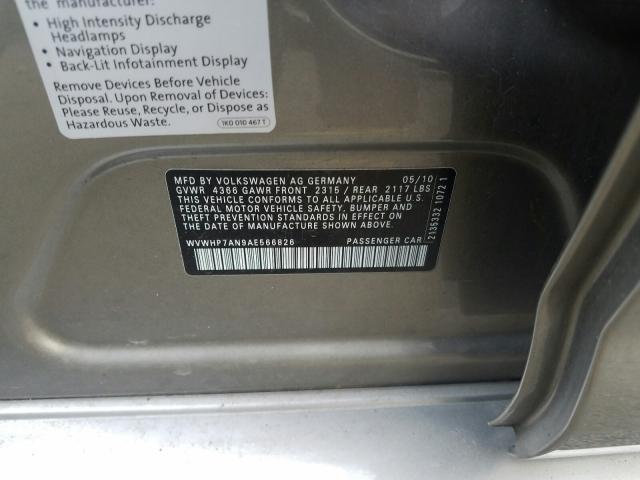 the manufacturer:
• High Intensity Discharge
Headlamps
• Navigation Display
• Back-Lit Infotainment Display
Remove Devices Before Vehicle
Disposal. Upon Removal of Devices:
Please Reuse, Recycle, or Dispose as
Hazardous Waste.
1K0 010 467 T
MFD BY VOLKSWAGEN AG GERMANY 05/10
GVWR 4366 GAWR FRONT 2315 / REAR 2117 LBS
THIS VEHICLE CONFORMS TO ALL APPLICABLE U.S.
FEDERAL MOTOR VEHICLE SAFETY, BUMPER AND
THEFT PREVENTION STANDARDS IN EFFECT ON
THE DATE OF MANUFACTURE SHOWN ABOVE.
WVWHP7AN9AE566826 PASSENGER CAR
2135332 1072 1